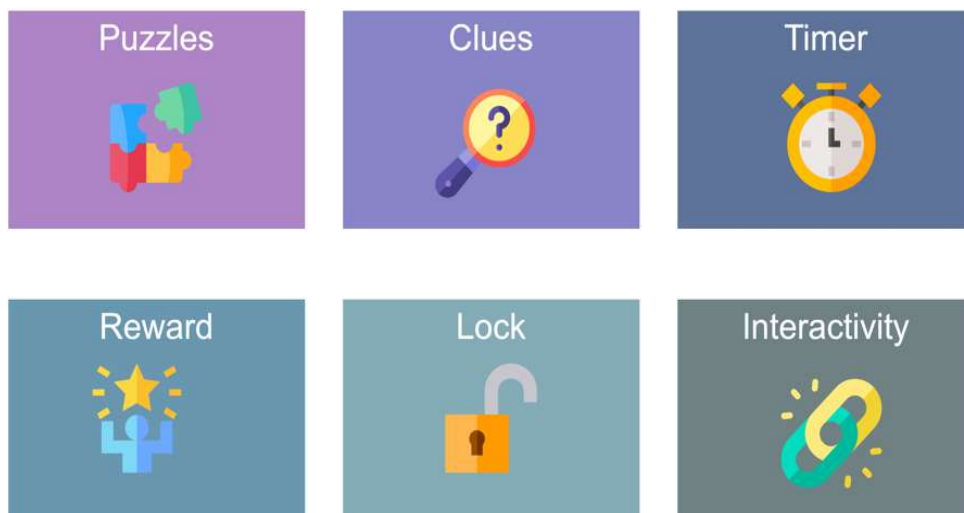 Puzzles
Clues
Timer
Reward
Lock
Interactivity